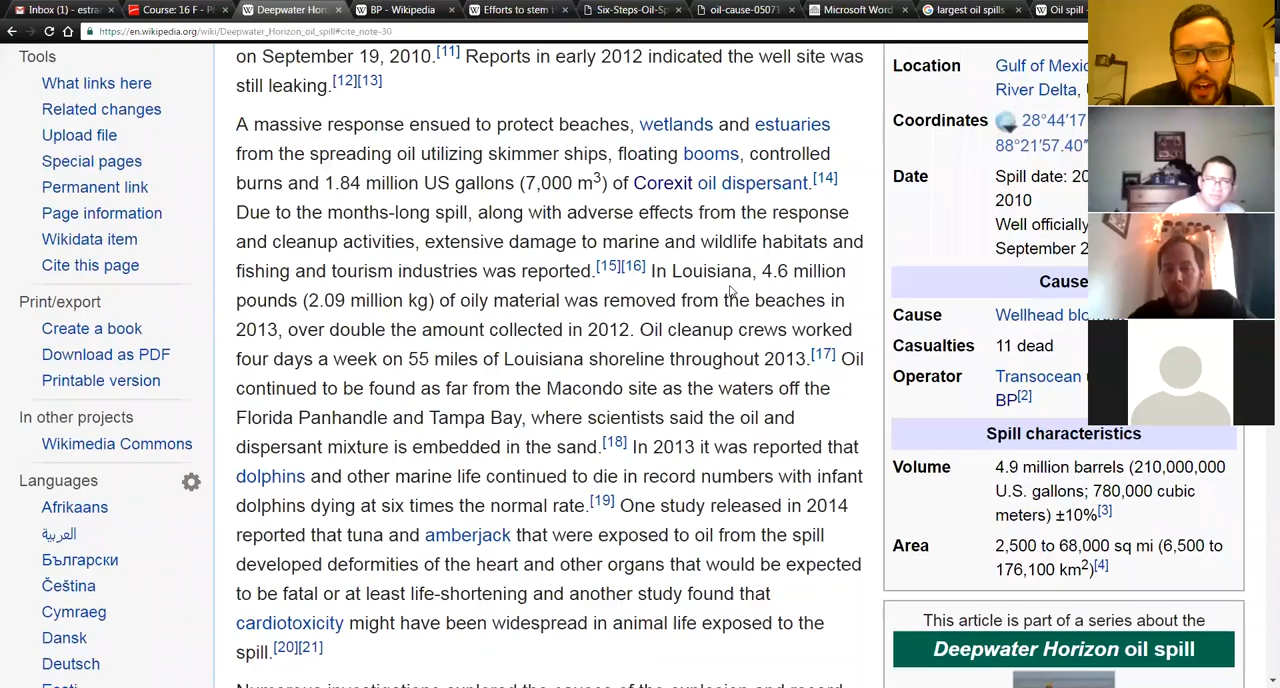 Inbox (1) - estra
Course: 16 F - P
Deepwater Hori
BP - Wikipedia
Efforts to stem
Six-Steps-Oil-Sp
oil-cause-05071
Microsoft Word
largest oil spills
Oil spill -
https://en.wikipedia.org/wiki/Deepwater_Horizon_oil_spill#cite_note-30
Tools
What links here
Related changes
Upload file
Special pages
Permanent link
Page information
Wikidata item
Cite this page
Print/export
Create a book
Download as PDF
Printable version
In other projects
Wikimedia Commons
Languages
Afrikaans
العربية
Български
Čeština
Cymraeg
Dansk
Deutsch
Eesti
on September 19, 2010.[11] Reports in early 2012 indicated the well site was
still leaking.[12][13]
A massive response ensued to protect beaches, wetlands and estuaries
from the spreading oil utilizing skimmer ships, floating booms, controlled
burns and 1.84 million US gallons (7,000 m3) of Corexit oil dispersant.[14]
Due to the months-long spill, along with adverse effects from the response
and cleanup activities, extensive damage to marine and wildlife habitats and
fishing and tourism industries was reported.[15][16] In Louisiana, 4.6 million
pounds (2.09 million kg) of oily material was removed from the beaches in
2013, over double the amount collected in 2012. Oil cleanup crews worked
four days a week on 55 miles of Louisiana shoreline throughout 2013.[17] Oil
continued to be found as far from the Macondo site as the waters off the
Florida Panhandle and Tampa Bay, where scientists said the oil and
dispersant mixture is embedded in the sand.[18] In 2013 it was reported that
dolphins and other marine life continued to die in record numbers with infant
dolphins dying at six times the normal rate.[19] One study released in 2014
reported that tuna and amberjack that were exposed to oil from the spill
developed deformities of the heart and other organs that would be expected
to be fatal or at least life-shortening and another study found that
cardiotoxicity might have been widespread in animal life exposed to the
spill.[20][21]
Numerous investigations explored the causes of the explosion and record
Location
Gulf of Mexic
River Delta,
Coordinates
28°44′17
88°21′57.40″
Date
Spill date: 20
2010
Well officially
September
Cause
Cause
Wellhead blo
Casualties
11 dead
Operator
Transocean
BP[2]
Spill characteristics
Volume
4.9 million barrels (210,000,000
U.S. gallons; 780,000 cubic
meters) ±10%[3]
Area
2,500 to 68,000 sq mi (6,500 to
176,100 km2)[4]
This article is part of a series about the
Deepwater Horizon oil spill